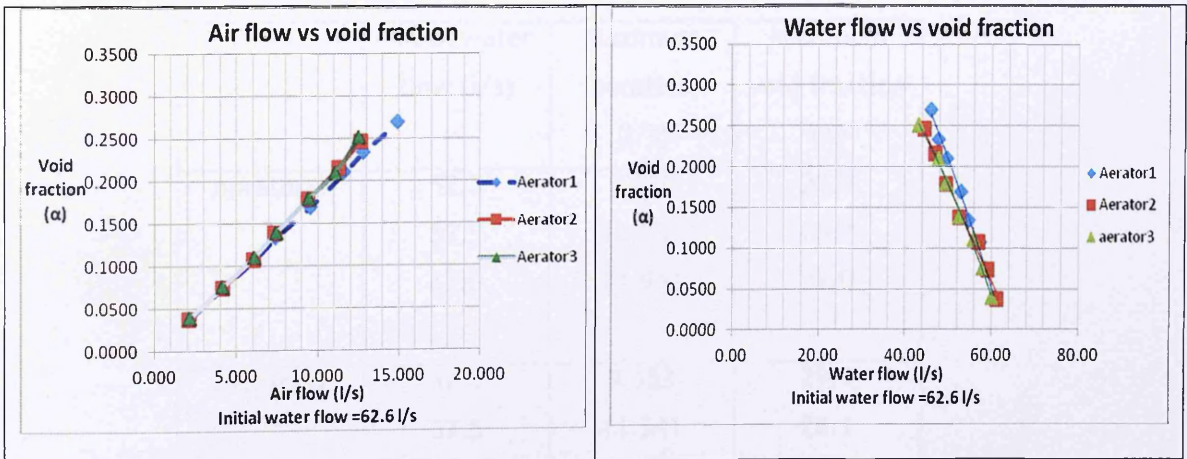 Air flow vs void fraction
0.3500
0.3000
0.2500
0.2000
0.1500
0.1000
0.0500
0.0000
Void
fraction
(α)
0.000 5.000 10.000 15.000 20.000
Air flow (l/s)
Initial water flow =62.6 l/s
Aerator1
Aerator2
Aerator3
Water flow vs void fraction
0.3500
0.3000
0.2500
0.2000
0.1500
0.1000
0.0500
0.0000
Void
fraction
(α)
0.00 20.00 40.00 60.00 80.00
Water flow (l/s)
Initial water flow =62.6 l/s
Aerator1
Aerator2
aerator3